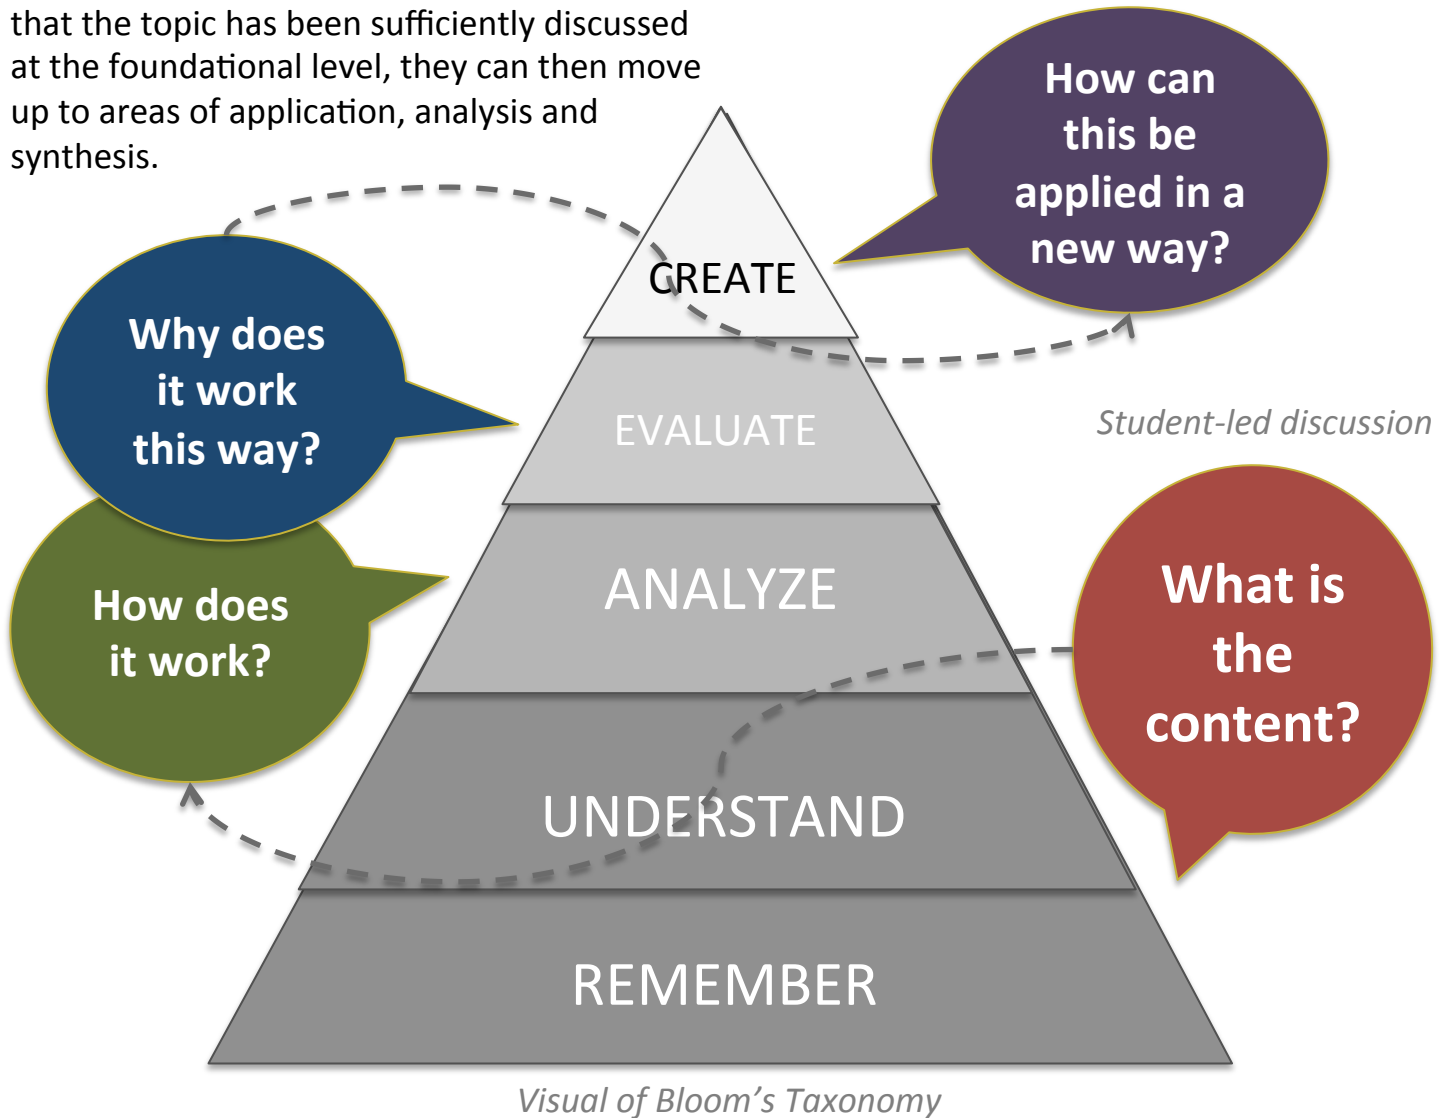 that the topic has been sufficiently discussed
at the foundational level, they can then move
up to areas of application, analysis and
synthesis.
How can
this be
applied in a
new way?
CREATE
Why does
it work
this way?
EVALUATE
Student-led discussion
How does
it work?
ANALYZE
What is
the
content?
UNDERSTAND
REMEMBER
Visual of Bloom's Taxonomy